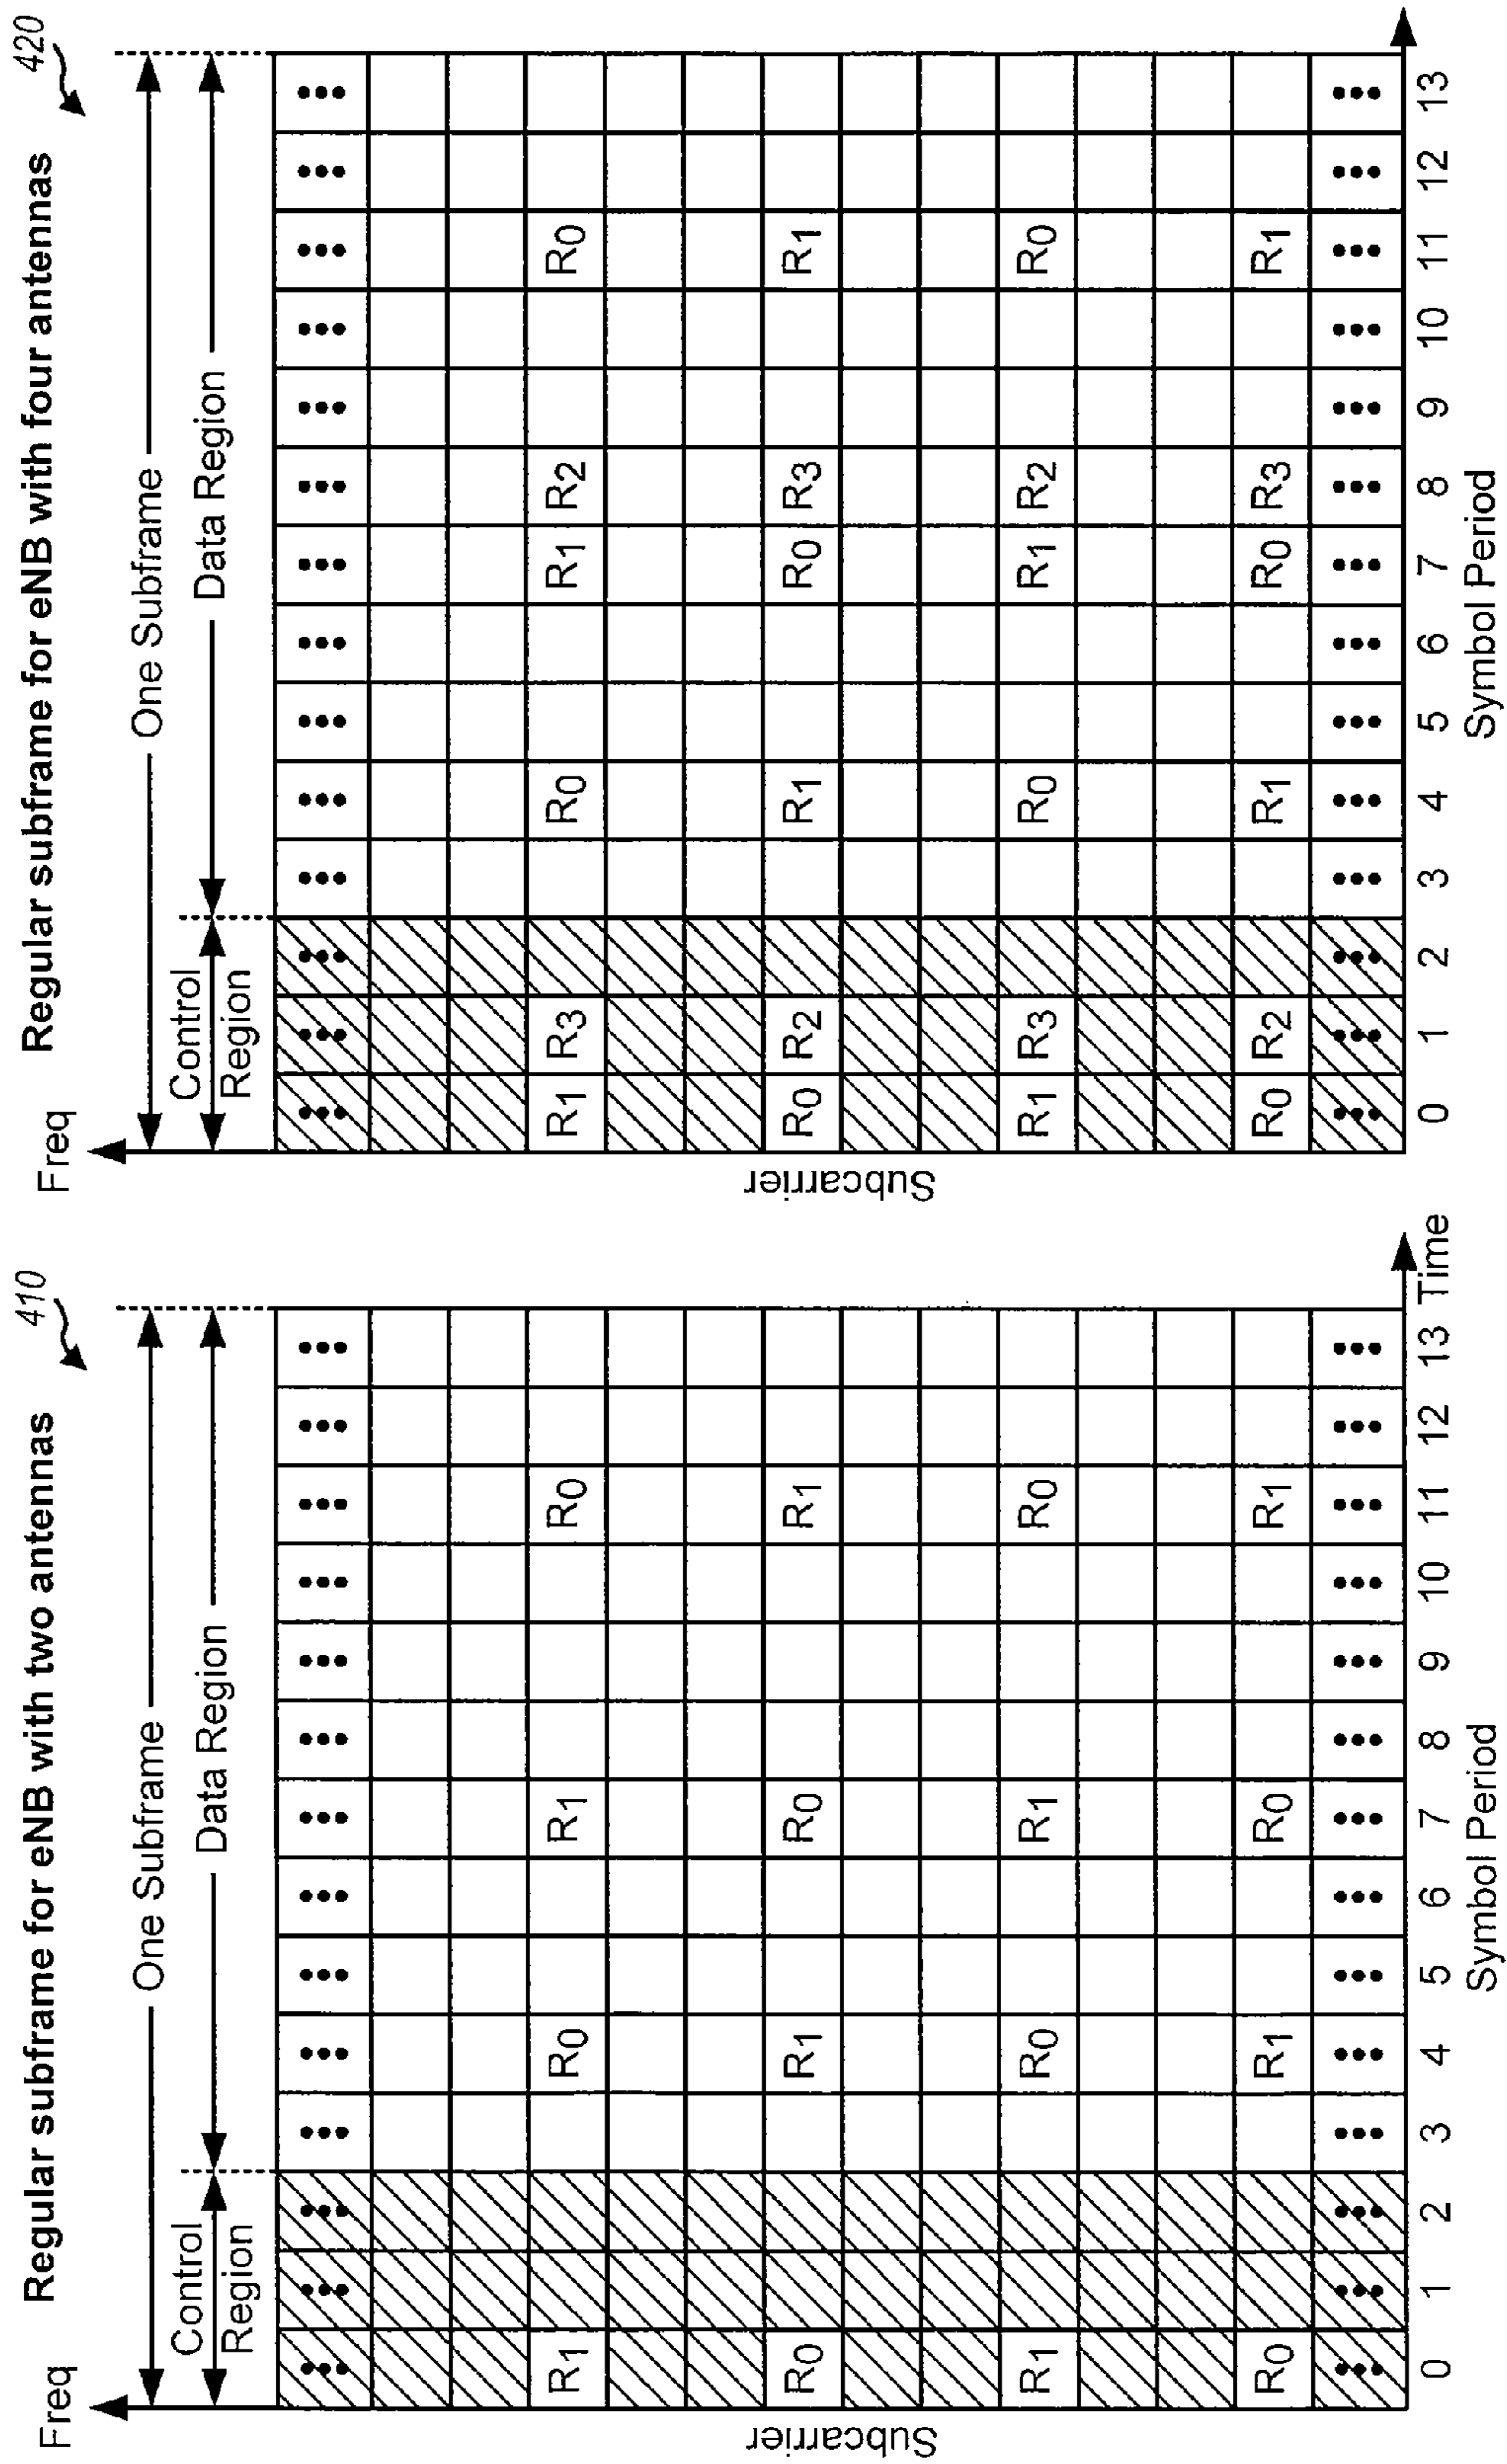 Regular subframe for eNB with two antennas
410
Freq
One Subframe
Control
Region
Data Region
Subcarrier
••• ••• ••• ••• ••• ••• ••• ••• ••• ••• ••• ••• ••• •••
R1 R0 R1 R0
R0 R1 R0 R1
R1 R0 R1 R0
R0 R1 R0 R1
••• ••• ••• ••• ••• ••• ••• ••• ••• ••• ••• ••• ••• •••
0 1 2 3 4 5 6 7 8 9 10 11 12 13
Time
Symbol Period
Regular subframe for eNB with four antennas
420
Freq
One Subframe
Control
Region
Data Region
Subcarrier
••• ••• ••• ••• ••• ••• ••• ••• ••• ••• ••• ••• ••• •••
R1 R3 R0 R1 R2 R0
R0 R2 R1 R0 R3 R1
R1 R3 R0 R1 R2 R0
R0 R2 R1 R0 R3 R1
••• ••• ••• ••• ••• ••• ••• ••• ••• ••• ••• ••• ••• •••
0 1 2 3 4 5 6 7 8 9 10 11 12 13
Symbol Period